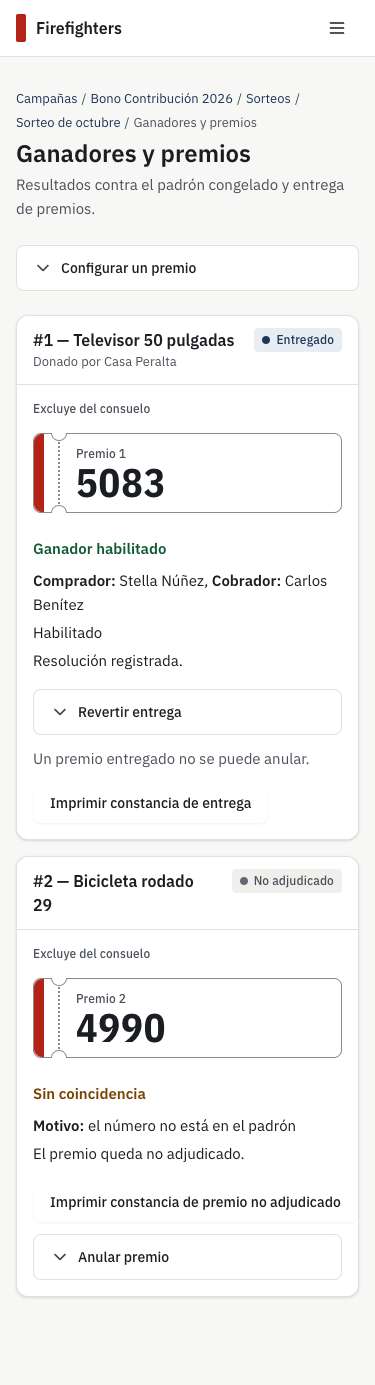 Firefighters
Campañas / Bono Contribución 2026 / Sorteos /
Sorteo de octubre / Ganadores y premios
Ganadores y premios
Resultados contra el padrón congelado y entrega
de premios.
Configurar un premio
#1 — Televisor 50 pulgadas
Entregado
Donado por Casa Peralta
Excluye del consuelo
Premio 1
5083
Ganador habilitado
Comprador: Stella Núñez, Cobrador: Carlos
Benítez
Habilitado
Resolución registrada.
Revertir entrega
Un premio entregado no se puede anular.
Imprimir constancia de entrega
#2 — Bicicleta rodado
29
No adjudicado
Excluye del consuelo
Premio 2
4990
Sin coincidencia
Motivo: el número no está en el padrón
El premio queda no adjudicado.
Imprimir constancia de premio no adjudicado
Anular premio